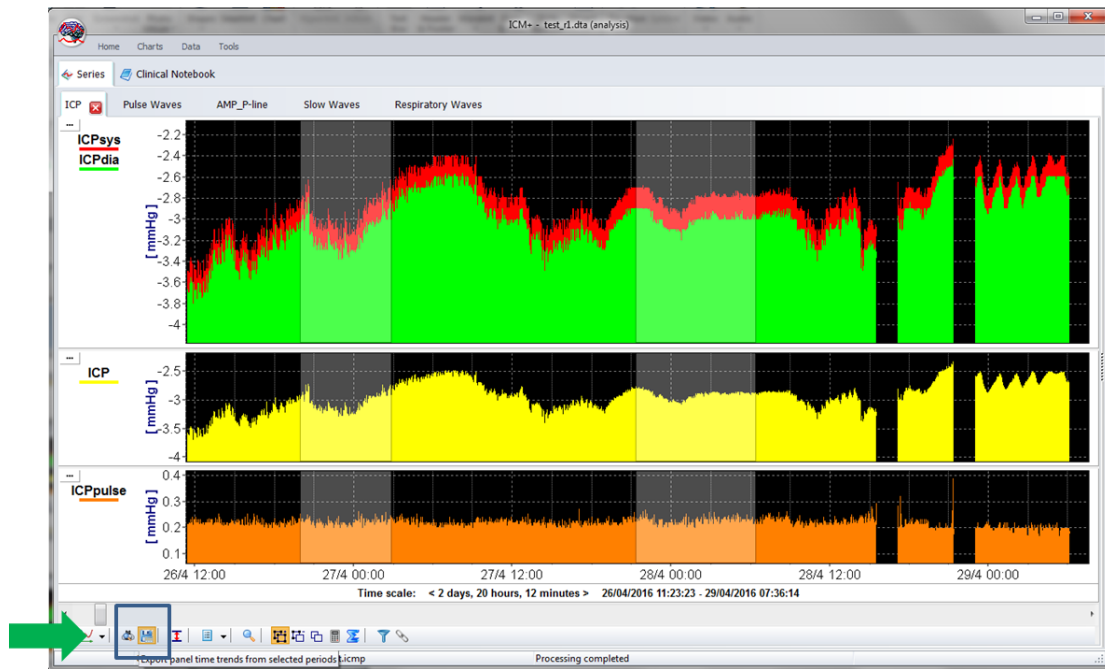 ICM+ - test_r1.dta (analysis)
Home Charts Data Tools
Series Clinical Notebook
ICP Pulse Waves AMP_P-line Slow Waves Respiratory Waves
ICPsys
ICPdia
[mmHg]
-2.2
-2.4
-2.6
-2.8
-3
-3.2
-3.4
-3.6
-3.8
-4
ICP
[mmHg]
-2.5
-3
-3.5
-4
ICPpulse
[mmHg]
0.4
0.3
0.2
0.1
26/4 12:00 27/4 00:00 27/4 12:00 28/4 00:00 28/4 12:00 29/4 00:00
Time scale: < 2 days, 20 hours, 12 minutes > 26/04/2016 11:23:23 - 29/04/2016 07:36:14
Export panel time trends from selected periods t.icmp Processing completed